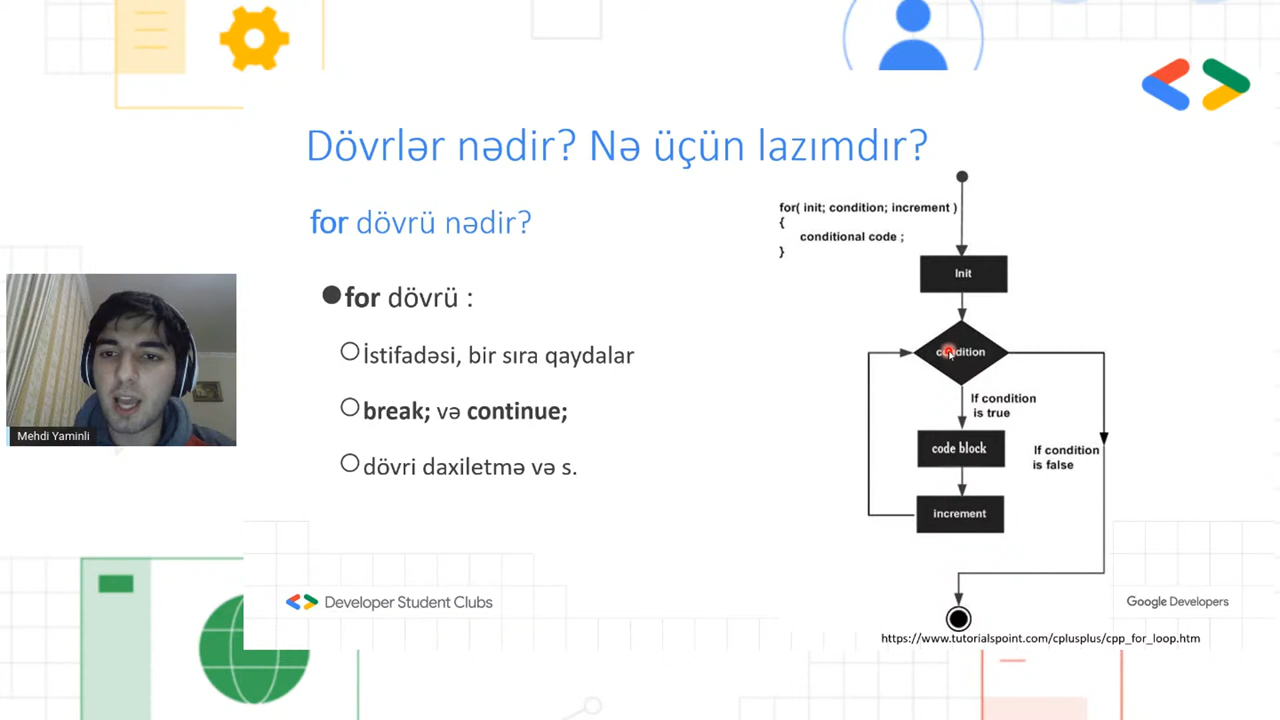 Dövrlər nədir? Nə üçün lazımdır?
for dövrü nədir?
for dövrü :
İstifadəsi, bir sıra qaydalar
break; və continue;
dövri daxiletmə və s.
for( init; condition; increment )
{
conditional code ;
}
Init
condition
If condition
is true
code block
If condition
is false
increment
Mehdi Yaminli
Developer Student Clubs
Google Developers
https://www.tutorialspoint.com/cplusplus/cpp_for_loop.htm